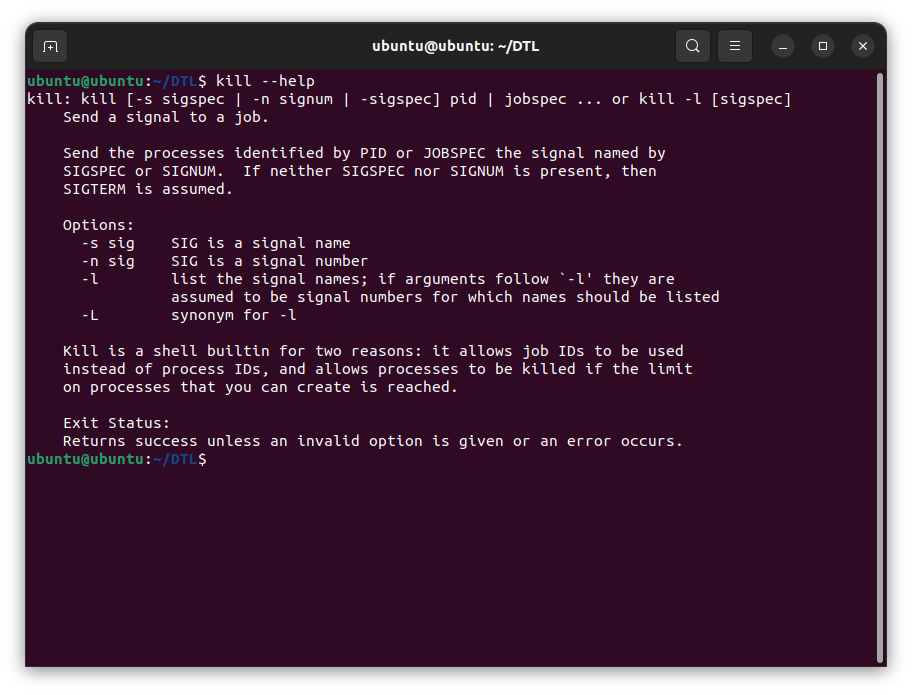 ubuntu@ubuntu: ~/DTL
ubuntu@ubuntu:~/DTL$ kill --help
kill: kill [-s sigspec | -n signum | -sigspec] pid | jobspec ... or kill -l [sigspec]
    Send a signal to a job.

    Send the processes identified by PID or JOBSPEC the signal named by
    SIGSPEC or SIGNUM.  If neither SIGSPEC nor SIGNUM is present, then
    SIGTERM is assumed.

    Options:
      -s sig    SIG is a signal name
      -n sig    SIG is a signal number
      -l        list the signal names; if arguments follow `-l' they are
                assumed to be signal numbers for which names should be listed
      -L        synonym for -l

    Kill is a shell builtin for two reasons: it allows job IDs to be used
    instead of process IDs, and allows processes to be killed if the limit
    on processes that you can create is reached.

    Exit Status:
    Returns success unless an invalid option is given or an error occurs.
ubuntu@ubuntu:~/DTL$